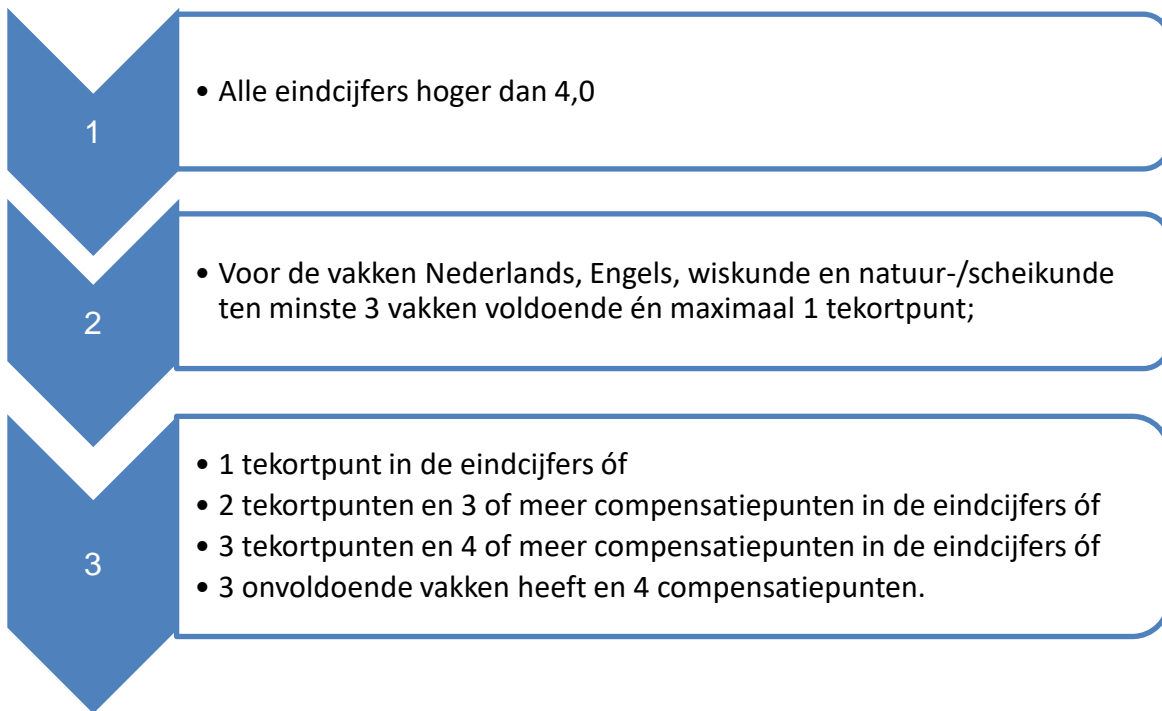 1
• Alle eindcijfers hoger dan 4,0
2
• Voor de vakken Nederlands, Engels, wiskunde en natuur-/scheikunde
ten minste 3 vakken voldoende én maximaal 1 tekortpunt;
3
• 1 tekortpunt in de eindcijfers óf
• 2 tekortpunten en 3 of meer compensatiepunten in de eindcijfers óf
• 3 tekortpunten en 4 of meer compensatiepunten in de eindcijfers óf
• 3 onvoldoende vakken heeft en 4 compensatiepunten.